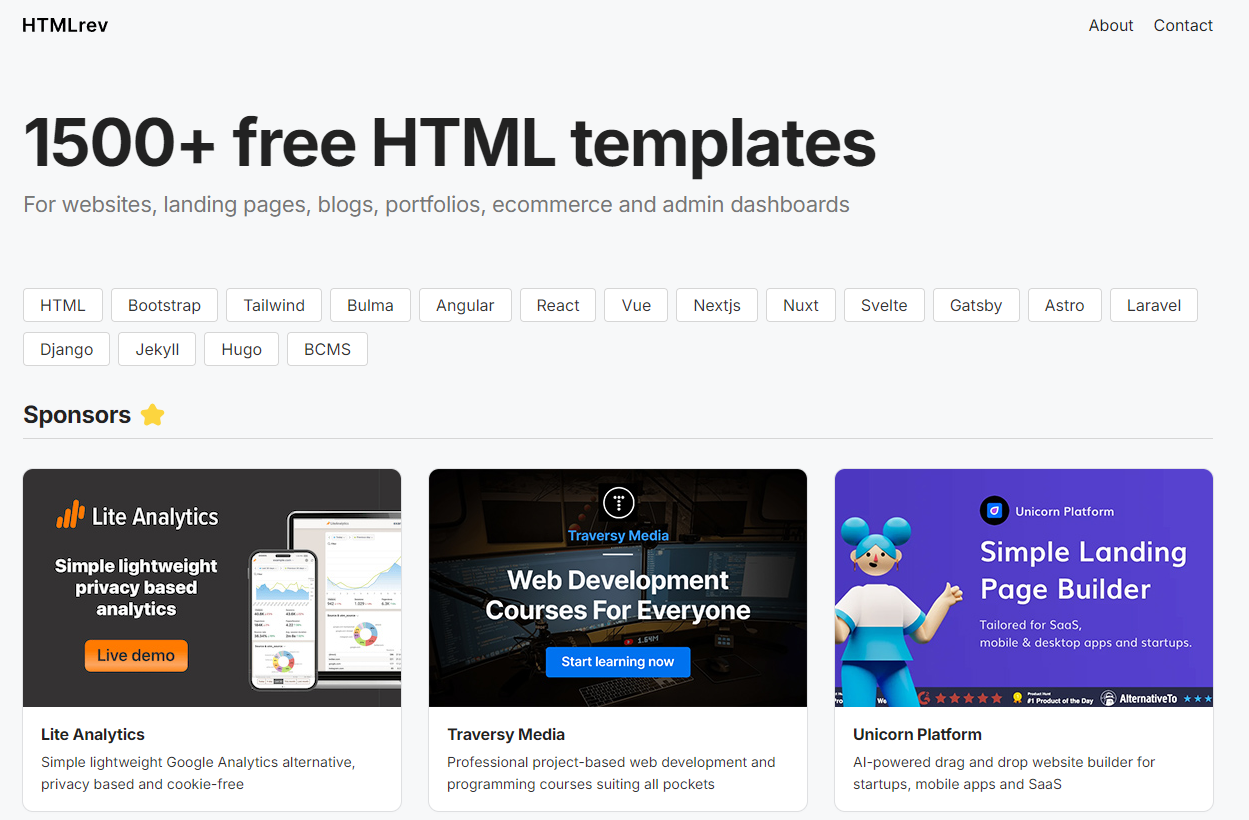 HTMLrev
About Contact
1500+ free HTML templates
For websites, landing pages, blogs, portfolios, ecommerce and admin dashboards
HTML Bootstrap Tailwind Bulma Angular React Vue Nextjs Nuxt Svelte Gatsby Astro Laravel
Django Jekyll Hugo BCMS
Sponsors
Lite Analytics
Simple lightweight
privacy based
analytics
Live demo
Traversy Media
Web Development
Courses For Everyone
1.64M
Start learning now
Unicorn Platform
Simple Landing
Page Builder
Tailored for SaaS,
mobile & desktop apps and startups.
We
Product Hunt
#1 Product of the Day
AlternativeTo
Lite Analytics
Simple lightweight Google Analytics alternative,
privacy based and cookie-free
Traversy Media
Professional project-based web development and
programming courses suiting all pockets
Unicorn Platform
AI-powered drag and drop website builder for
startups, mobile apps and SaaS